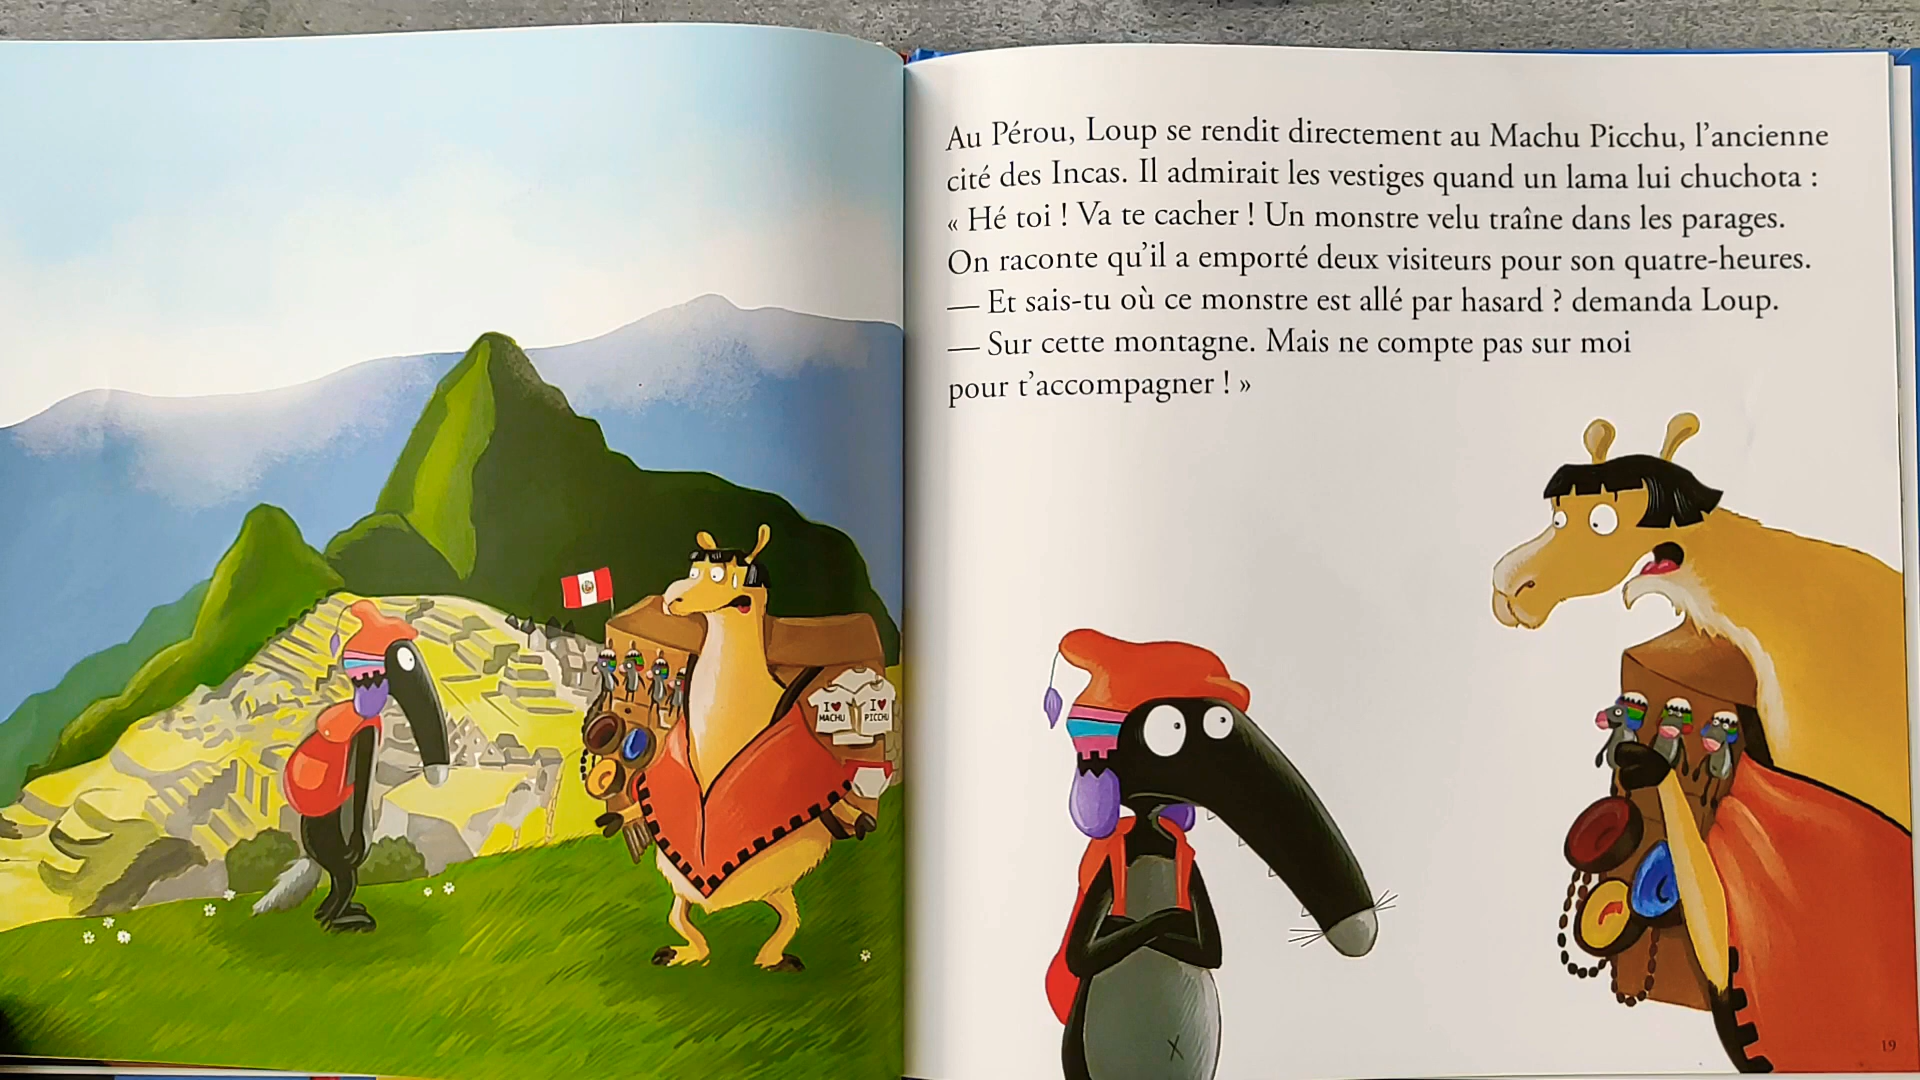 I ♥ MACHU
I ♥ PICCHU
Au Pérou, Loup se rendit directement au Machu Picchu, l'ancienne
cité des Incas. Il admirait les vestiges quand un lama lui chuchota :
« Hé toi ! Va te cacher ! Un monstre velu traîne dans les parages.
On raconte qu'il a emporté deux visiteurs pour son quatre-heures.
— Et sais-tu où ce monstre est allé par hasard ? demanda Loup.
— Sur cette montagne. Mais ne compte pas sur moi
pour t'accompagner ! »
19